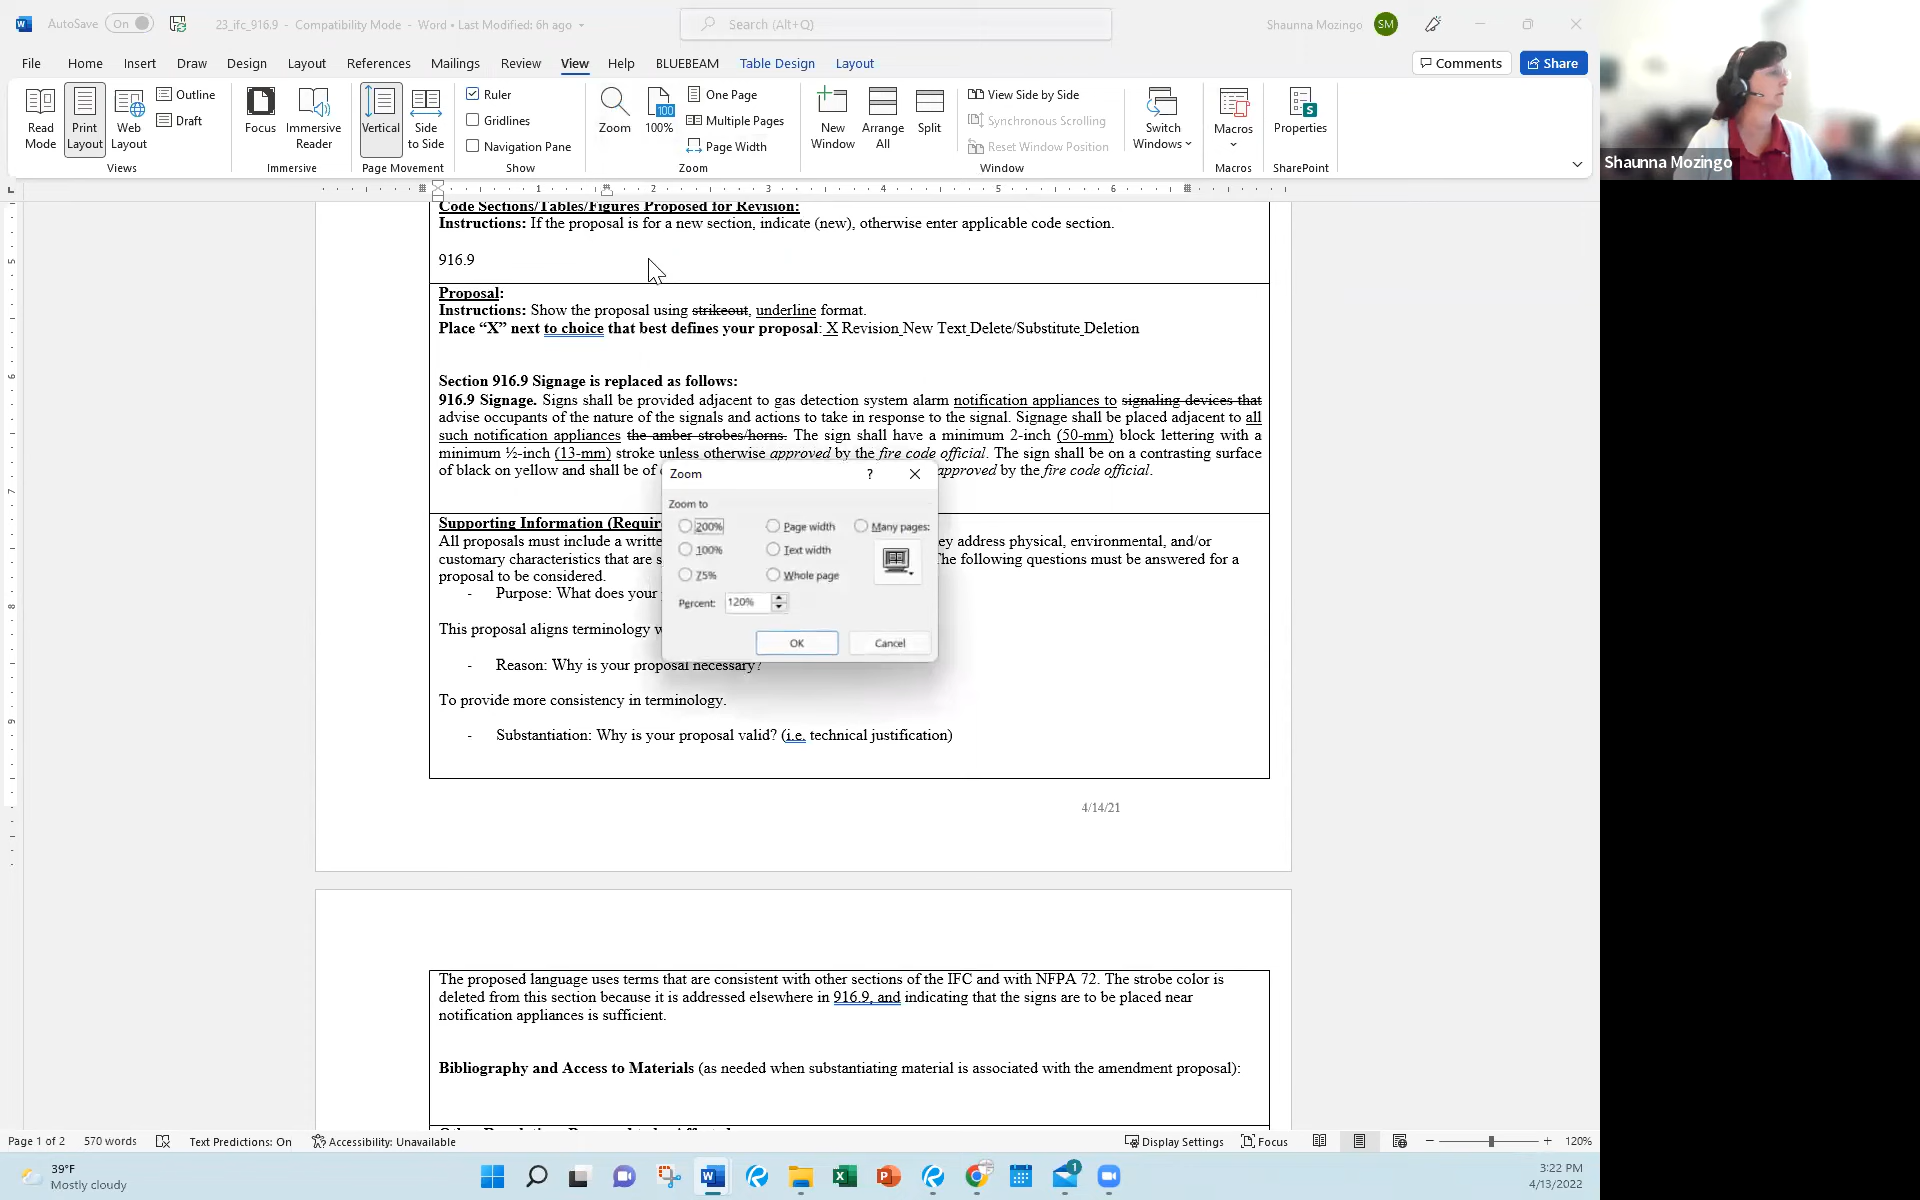 AutoSave On 23_ifc_916.9 - Compatibility Mode - Word • Last Modified: 6h ago Search (Alt+Q) Shaunna Mozingo SM
File Home Insert Draw Design Layout References Mailings Review View Help BLUEBEAM Table Design Layout Comments Share
Read Mode
Print Layout
Web Layout
Outline
Draft
Views
Focus
Immersive Reader
Immersive
Vertical
Side to Side
Page Movement
Ruler
Gridlines
Navigation Pane
Show
Zoom
100
100%
One Page
Multiple Pages
Page Width
Zoom
New Window
Arrange All
Split
View Side by Side
Synchronous Scrolling
Reset Window Position
Window
Switch Windows
Macros
Macros
Properties
SharePoint
Shaunna Mozingo
1 2 3 4 5 6
5
6
7
8
9
Code Sections/Tables/Figures Proposed for Revision:
Instructions: If the proposal is for a new section, indicate (new), otherwise enter applicable code section.
916.9
Proposal:
Instructions: Show the proposal using strikeout, underline format.
Place “X” next to choice that best defines your proposal: X Revision_New Text_Delete/Substitute_Deletion
Section 916.9 Signage is replaced as follows:
916.9 Signage. Signs shall be provided adjacent to gas detection system alarm notification appliances to signaling devices that
advise occupants of the nature of the signals and actions to take in response to the signal. Signage shall be placed adjacent to all
such notification appliances the amber strobes/horns. The sign shall have a minimum 2-inch (50-mm) block lettering with a
minimum ½-inch (13-mm) stroke unless otherwise approved by the fire code official. The sign shall be on a contrasting surface
of black on yellow and shall be of approved by the fire code official.
Zoom ?
Zoom to
200% Page width Many pages:
100% Text width
75% Whole page
Percent: 120%
OK Cancel
Supporting Information (Requir
All proposals must include a writte ey address physical, environmental, and/or
customary characteristics that are s The following questions must be answered for a
proposal to be considered.
- Purpose: What does your
This proposal aligns terminology w
- Reason: Why is your proposal necessary?
To provide more consistency in terminology.
- Substantiation: Why is your proposal valid? (i.e. technical justification)
4/14/21
The proposed language uses terms that are consistent with other sections of the IFC and with NFPA 72. The strobe color is
deleted from this section because it is addressed elsewhere in 916.9, and indicating that the signs are to be placed near
notification appliances is sufficient.
Bibliography and Access to Materials (as needed when substantiating material is associated with the amendment proposal):
Page 1 of 2 570 words Text Predictions: On Accessibility: Unavailable Display Settings Focus 120%
39°F
Mostly cloudy
1
3:22 PM
4/13/2022